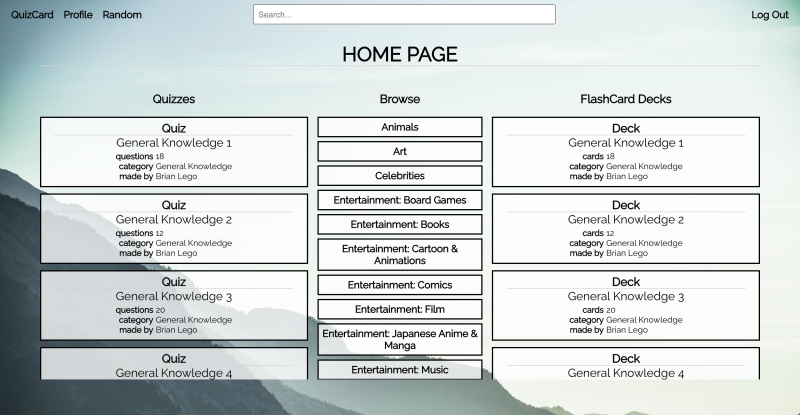 QuizCard Profile Random Search... Log Out
HOME PAGE
Quizzes
Quiz
General Knowledge 1
questions 18
category General Knowledge
made by Brian Lego
Quiz
General Knowledge 2
questions 12
category General Knowledge
made by Brian Lego
Quiz
General Knowledge 3
questions 20
category General Knowledge
made by Brian Lego
Quiz
General Knowledge 4
Browse
Animals
Art
Celebrities
Entertainment: Board Games
Entertainment: Books
Entertainment: Cartoon &
Animations
Entertainment: Comics
Entertainment: Film
Entertainment: Japanese Anime &
Manga
Entertainment: Music
FlashCard Decks
Deck
General Knowledge 1
cards 18
category General Knowledge
made by Brian Lego
Deck
General Knowledge 2
cards 12
category General Knowledge
made by Brian Lego
Deck
General Knowledge 3
cards 20
category General Knowledge
made by Brian Lego
Deck
General Knowledge 4